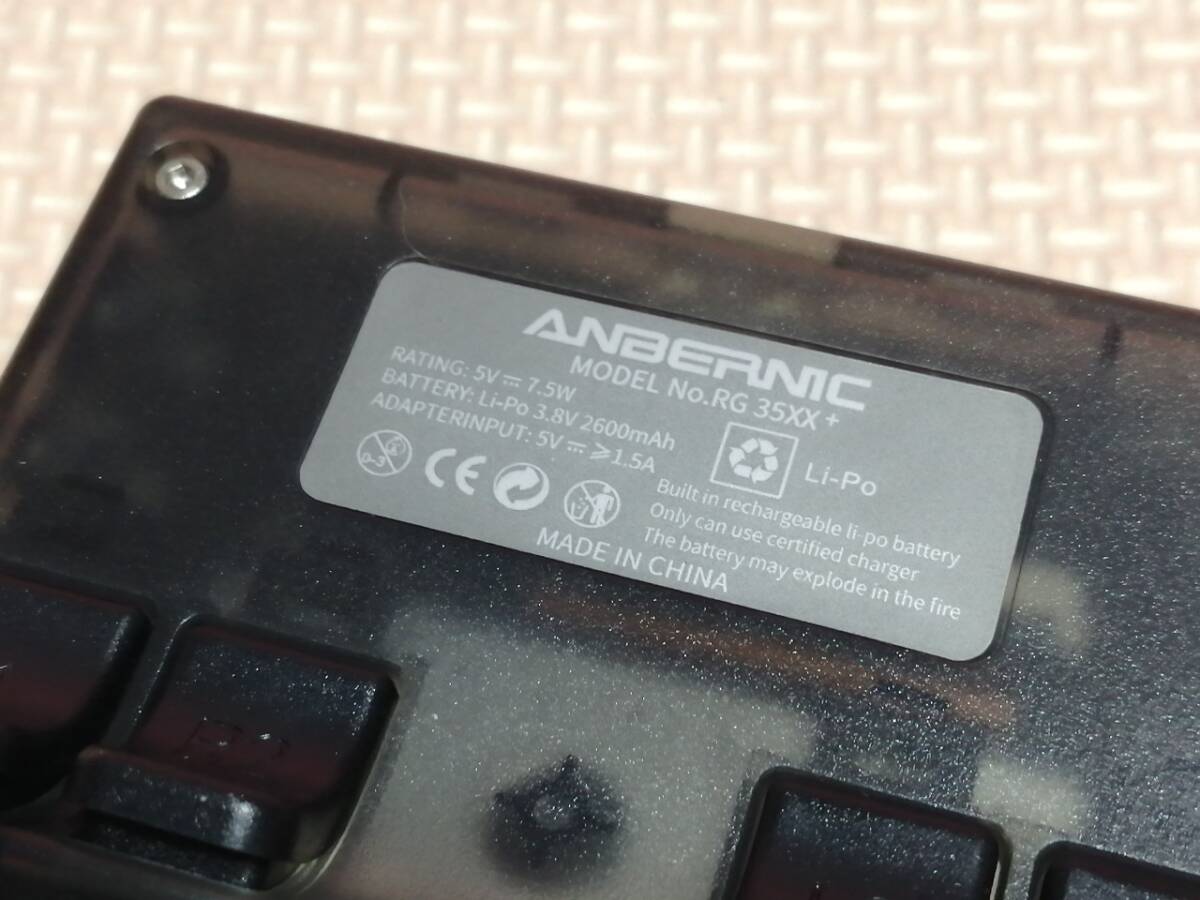 ANBERNIC
MODEL No.RG 35XX +
RATING: 5V⎓7.5W
BATTERY: Li-Po 3.8V 2600mAh
ADAPTERINPUT: 5V⎓≥1.5A
0-3
CE
Li-Po
Built in rechargeable li-po battery
Only can use certified charger
The battery may explode in the fire
MADE IN CHINA